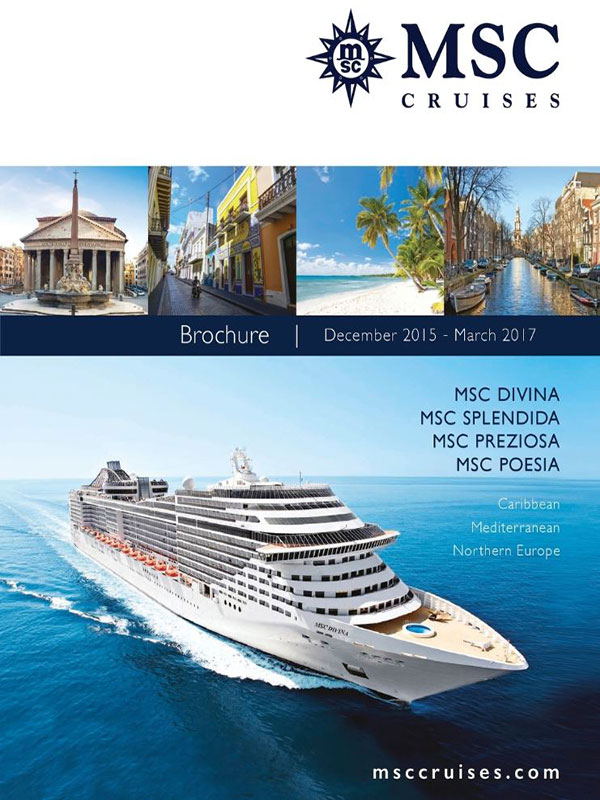 m
sc
MSC
CRUISES
Brochure | December 2015 - March 2017
MSC DIVINA
MSC SPLENDIDA
MSC PREZIOSA
MSC POESIA
Caribbean
Mediterranean
Northern Europe
MSC DIVINA
msccruises.com